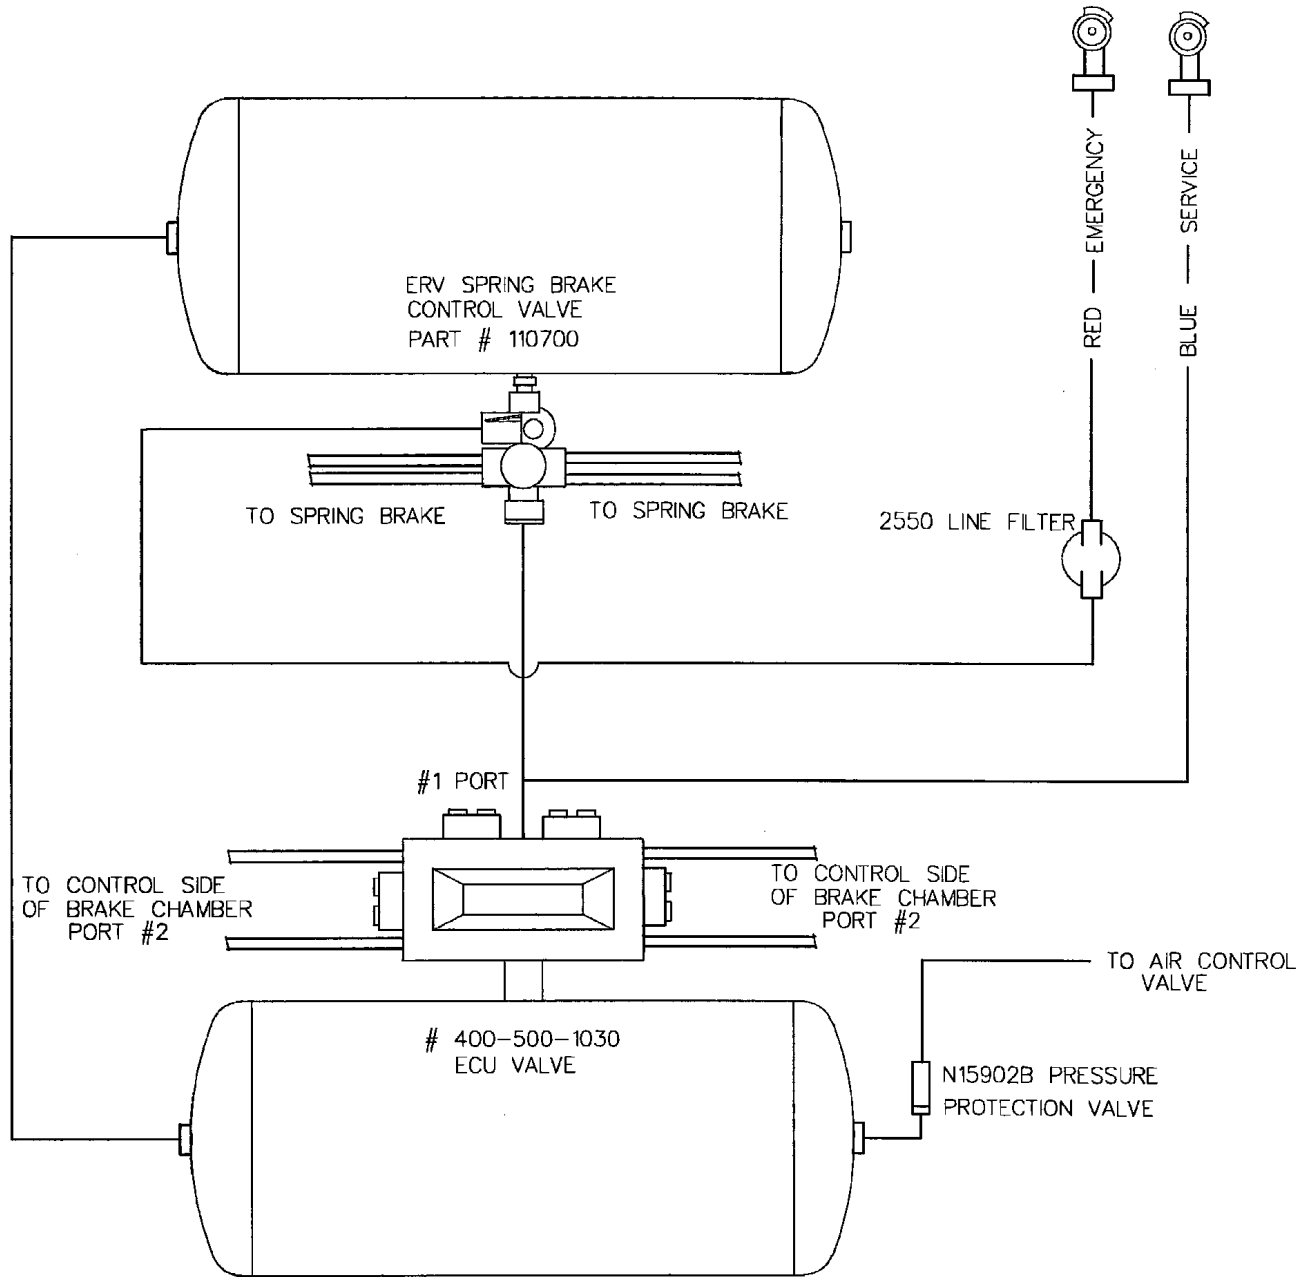 EMERGENCY
RED
SERVICE
BLUE
ERV SPRING BRAKE
CONTROL VALVE
PART # 110700
TO SPRING BRAKE
TO SPRING BRAKE
2550 LINE FILTER
#1 PORT
TO CONTROL SIDE
OF BRAKE CHAMBER
PORT #2
TO CONTROL SIDE
OF BRAKE CHAMBER
PORT #2
TO AIR CONTROL
VALVE
# 400-500-1030
ECU VALVE
N15902B PRESSURE
PROTECTION VALVE